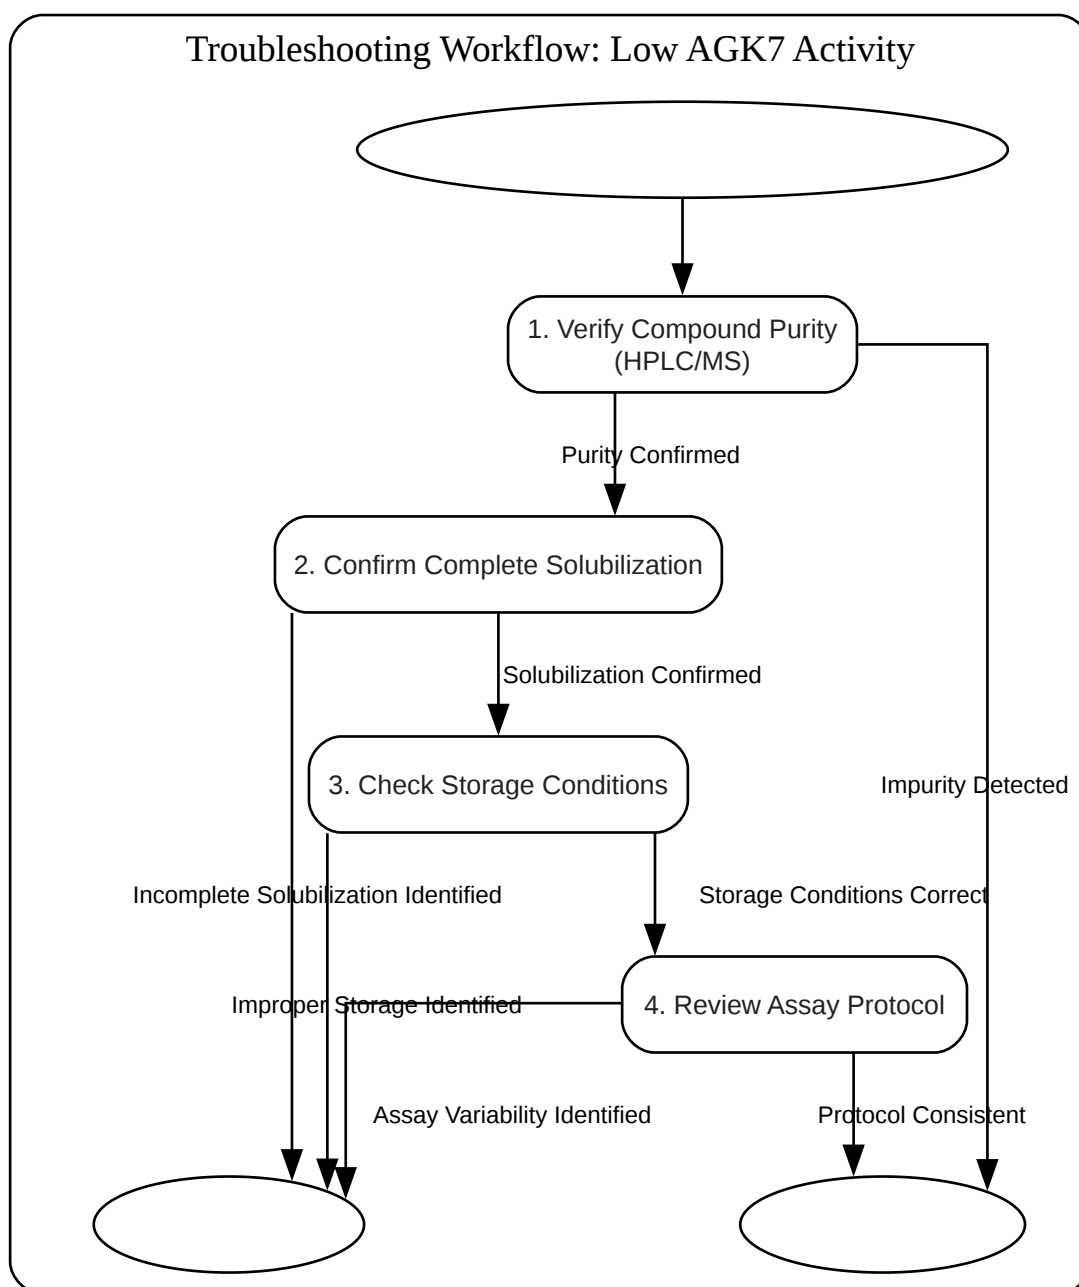 Troubleshooting Workflow: Low AGK7 Activity
1. Verify Compound Purity
(HPLC/MS)
Purity Confirmed
2. Confirm Complete Solubilization
Solubilization Confirmed
3. Check Storage Conditions
Impurity Detected
Incomplete Solubilization Identified
Storage Conditions Correct
Improper Storage Identified
4. Review Assay Protocol
Assay Variability Identified
Protocol Consistent